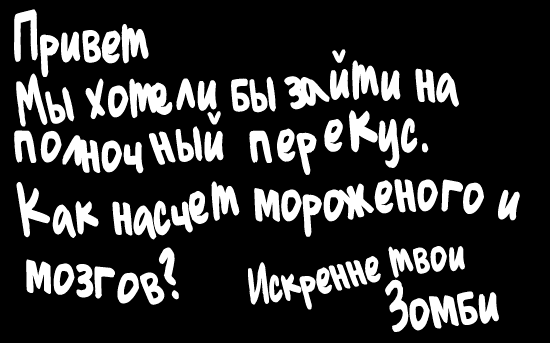 Привет
Мы хотели бы зайти на
полночный перекус.
Как насчет мороженого и
мозгов?
Искренне твои
Зомби